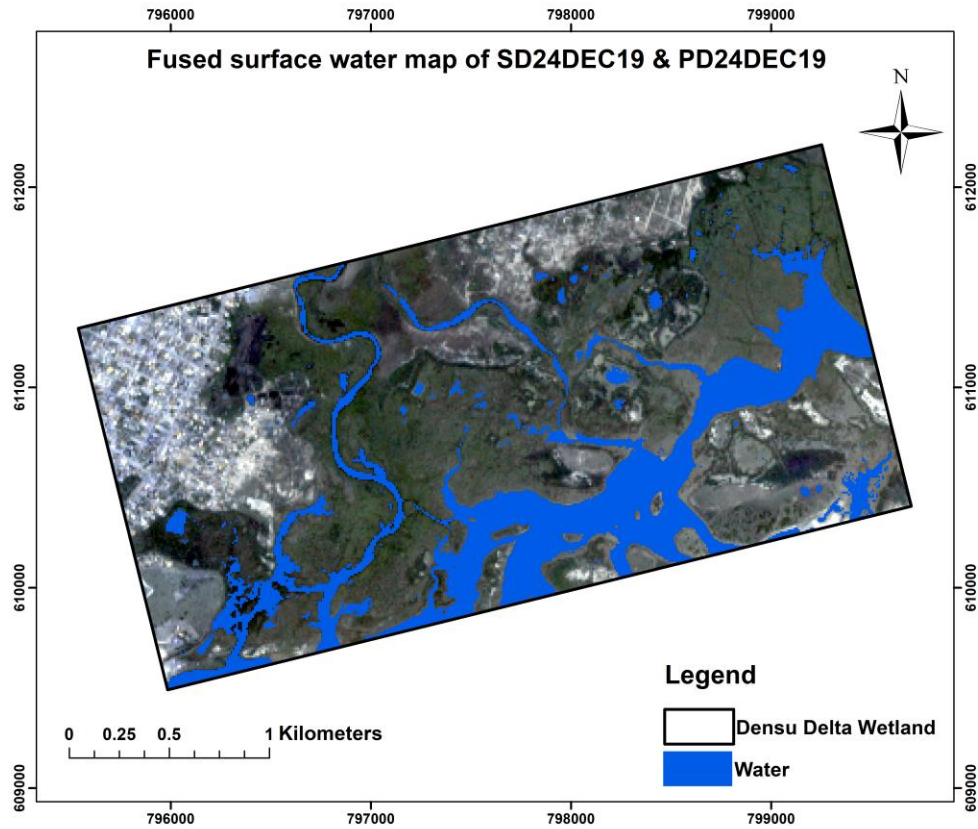 796000 797000 798000 799000
Fused surface water map of SD24DEC19 & PD24DEC19
N
612000 612000
611000 611000
610000 610000
Legend
Densu Delta Wetland
0 0.25 0.5 1 Kilometers
Water
609000 609000
796000 797000 798000 799000